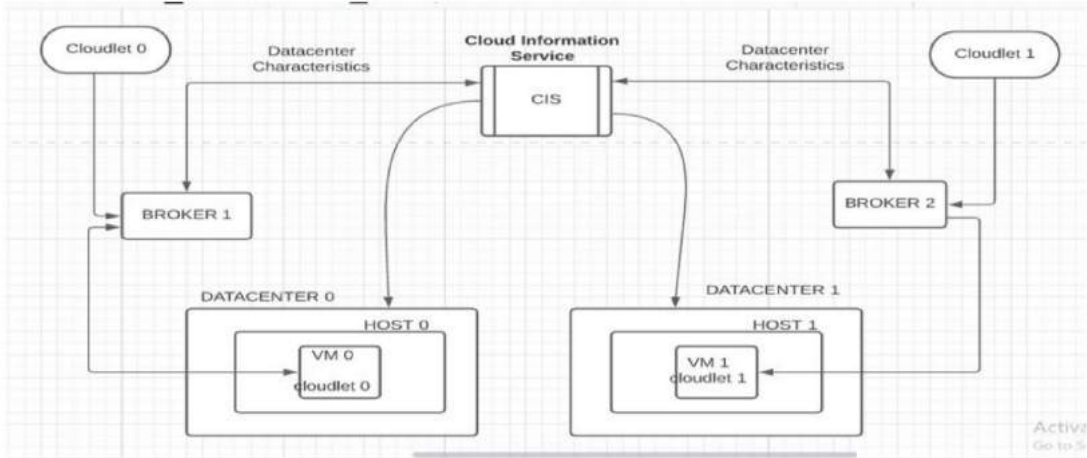 Cloudlet 0
Datacenter
Characteristics
Cloud Information
Service
CIS
Datacenter
Characteristics
Cloudlet 1
BROKER 1
BROKER 2
DATACENTER 0
HOST 0
VM 0
cloudlet 0
DATACENTER 1
HOST 1
VM 1
cloudlet 1
Activa
Go to S